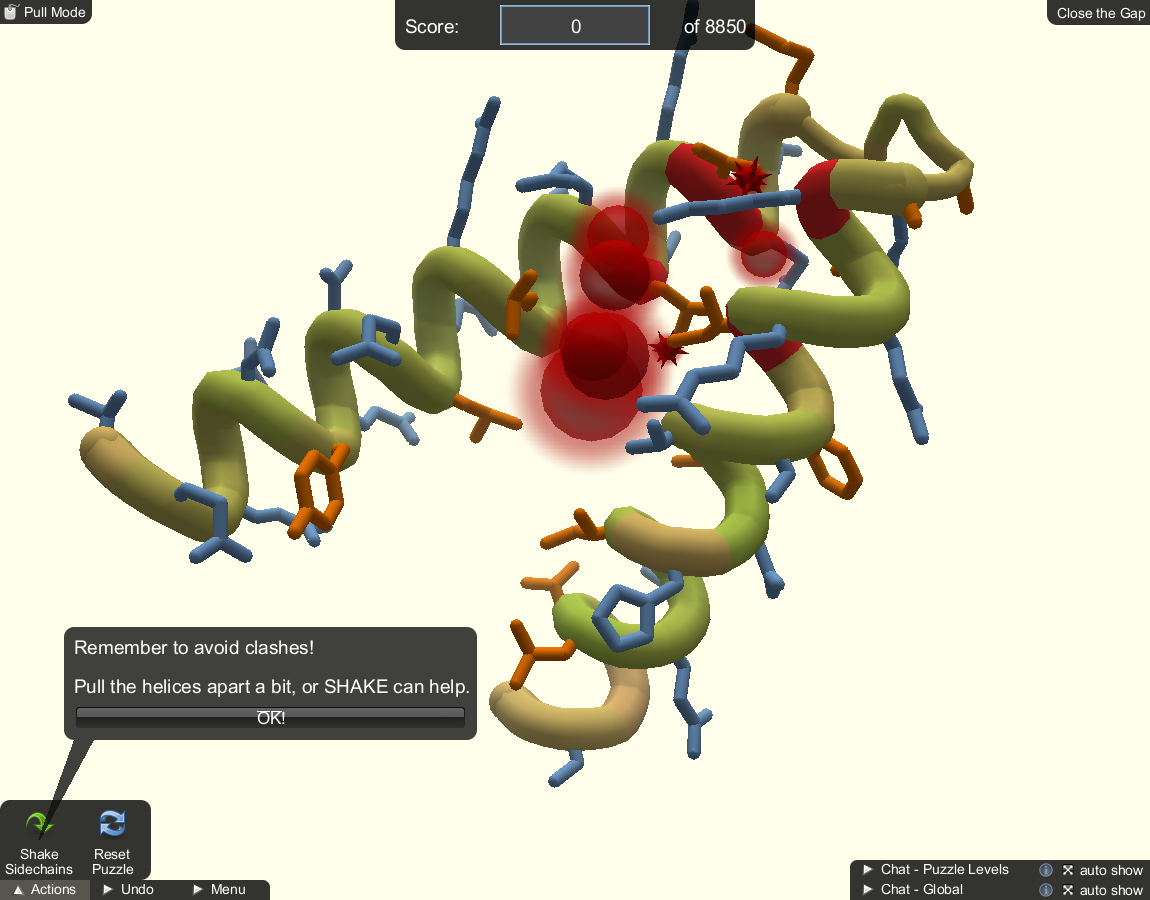 Pull Mode
Score: 0 of 8850
Close the Gap
Remember to avoid clashes!
Pull the helices apart a bit, or SHAKE can help.
OK!
Shake Sidechains
Reset Puzzle
Actions
Undo
Menu
Chat - Puzzle Levels
auto show
Chat - Global
auto show